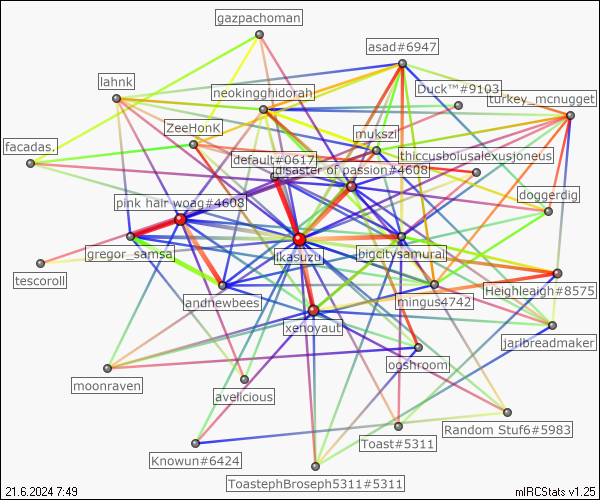 gazpachoman
asad#6947
lahnk
neokingghidorah
Duck™#9103
turkey_mcnugget
ZeeHonK
mukszi
facadas.
default#0617
thiccusboiusalexusjoneus
disaster of passion#4608
pink hair woag#4608
doggerdig
gregor_samsa
ikasuzu
bigcitysamurai
tescoroll
andnewbees
mingus4742
Heighleaigh#8575
xenoyaut
jarlbreadmaker
ooshroom
moonraven
avelicious
Random Stuf6#5983
Toast#5311
Knowun#6424
ToastephBroseph5311#5311
21.6.2024 7:49
mIRCStats v1.25